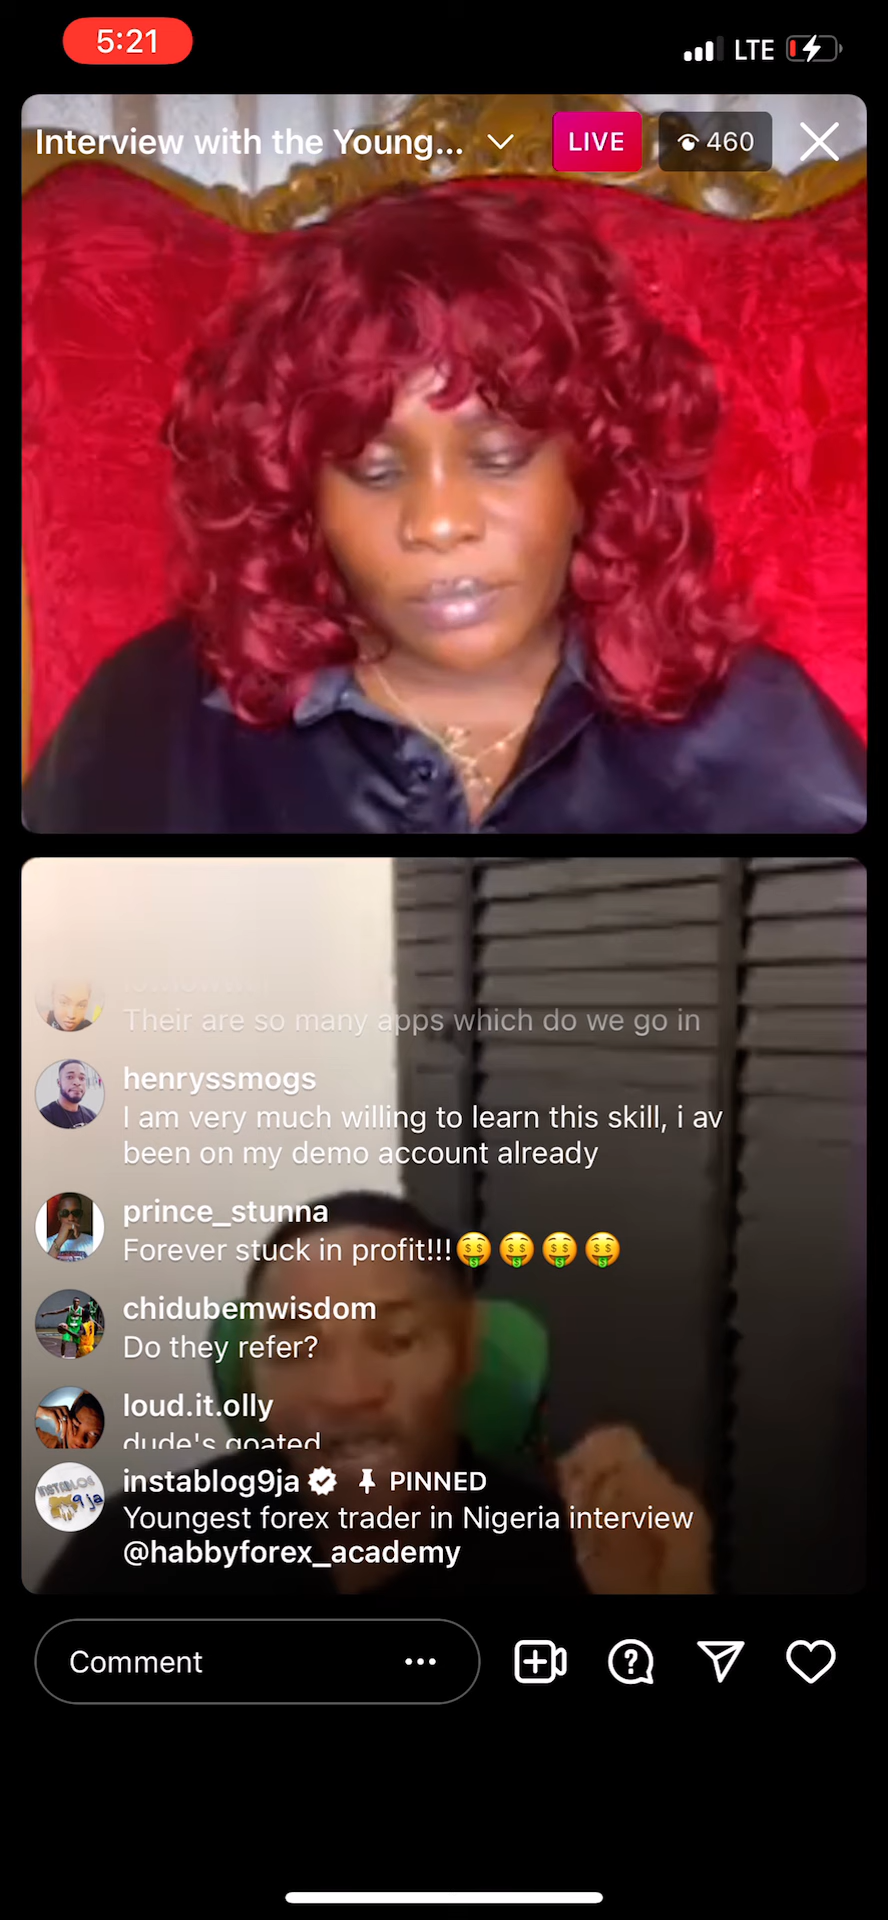 5:21
LTE
Interview with the Young...
LIVE
460
Their are so many apps which do we go in
henryssmogs
I am very much willing to learn this skill, i av
been on my demo account already
prince_stunna
Forever stuck in profit!!!🤑🤑🤑🤑
chidubemwisdom
Do they refer?
loud.it.olly
dude's goated
instablog9ja PINNED
Youngest forex trader in Nigeria interview
@habbyforex_academy
Comment